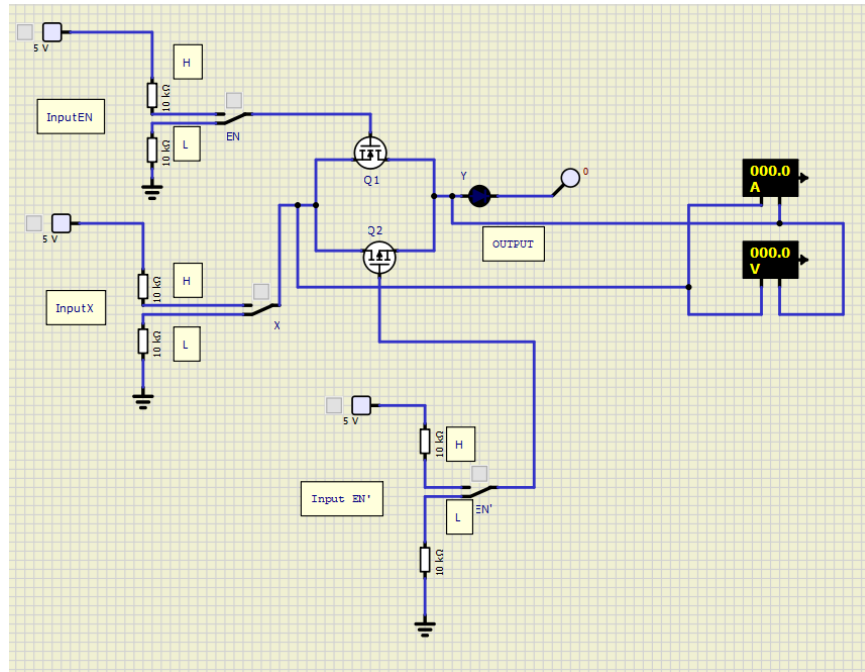 5 V
H
10 kΩ
InputEN
EN
L
10 kΩ
Q1
Y
0
000.0
A
Q2
OUTPUT
5 V
000.0
V
H
10 kΩ
InputX
X
L
10 kΩ
5 V
H
10 kΩ
Input EN'
L
EN'
10 kΩ